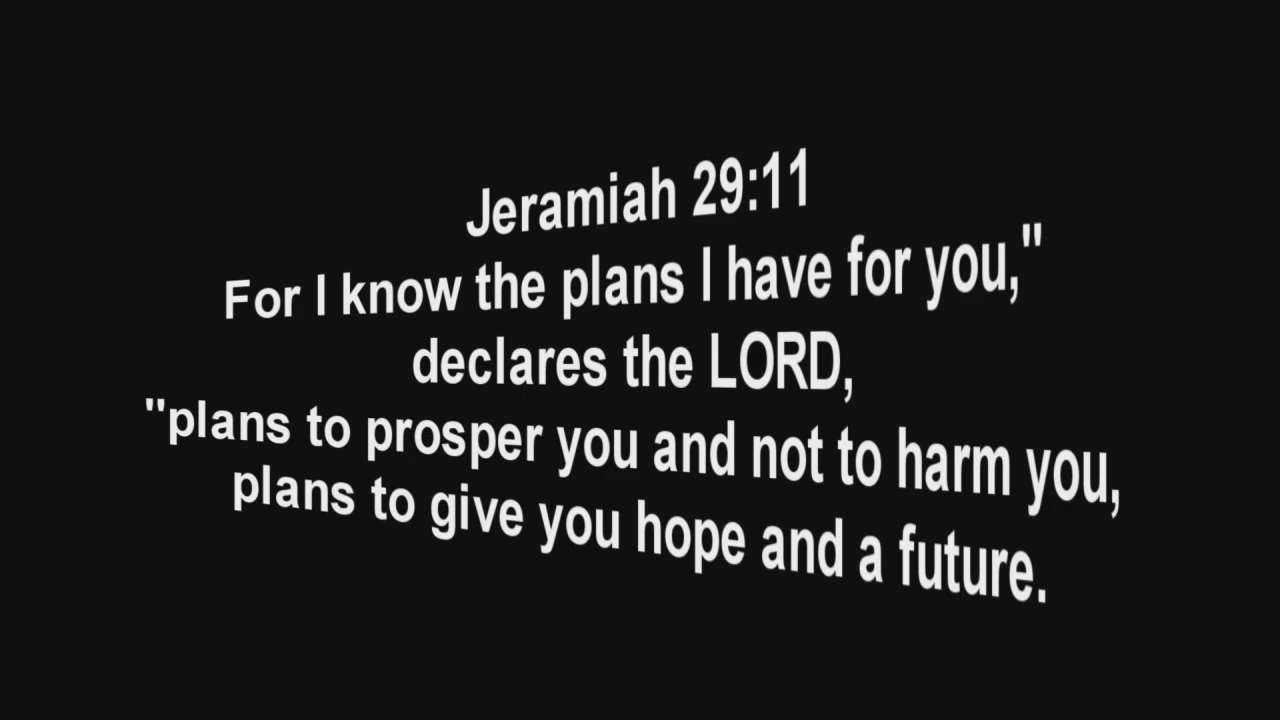 Jeramiah 29:11
For I know the plans I have for you,"
declares the LORD,
"plans to prosper you and not to harm you,
plans to give you hope and a future.